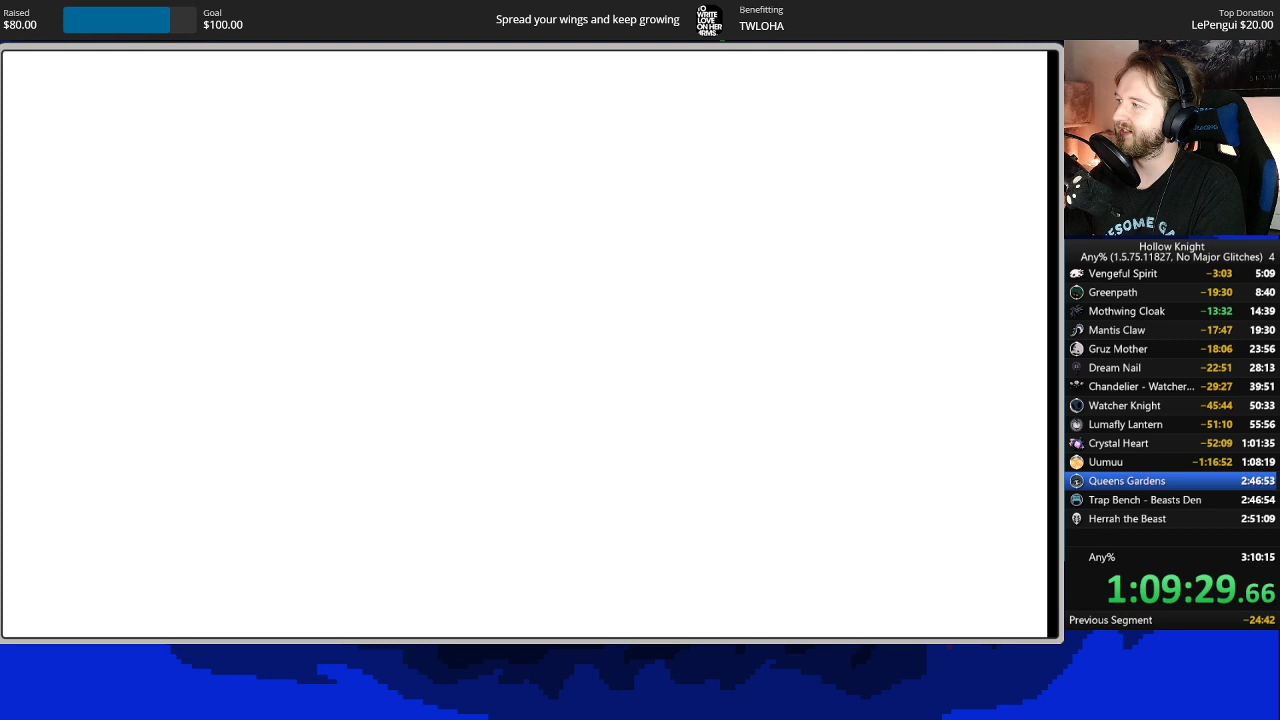 Raised
$80.00
Goal
$100.00
Spread your wings and keep growing
TO
WRITE
LOVE
ON HER
ARMS
Benefitting
TWLOHA
Top Donation
LePengui $20.00
Hollow Knight
Any% (1.5.75.11827, No Major Glitches) 4
Vengeful Spirit −3:03 5:09
Greenpath −19:30 8:40
Mothwing Cloak −13:32 14:39
Mantis Claw −17:47 19:30
Gruz Mother −18:06 23:56
Dream Nail −22:51 28:13
Chandelier - Watcher... −29:27 39:51
Watcher Knight −45:44 50:33
Lumafly Lantern −51:10 55:56
Crystal Heart −52:09 1:01:35
Uumuu −1:16:52 1:08:19
Queens Gardens 2:46:53
Trap Bench - Beasts Den 2:46:54
Herrah the Beast 2:51:09
Any% 3:10:15
1:09:29.66
Previous Segment −24:42